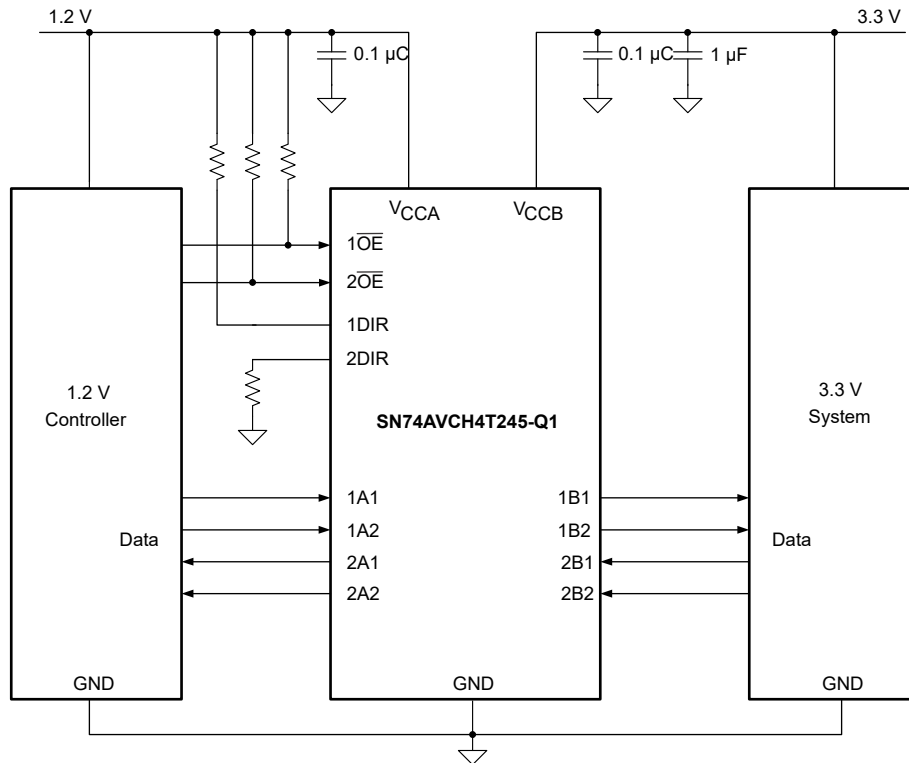 1.2 V
3.3 V
0.1 µC
0.1 µC
1 µF
VCCA
VCCB
1OE
2OE
1DIR
2DIR
1.2 V
Controller
SN74AVCH4T245-Q1
3.3 V
System
1A1
1B1
1A2
1B2
Data
Data
2A1
2B1
2A2
2B2
GND
GND
GND